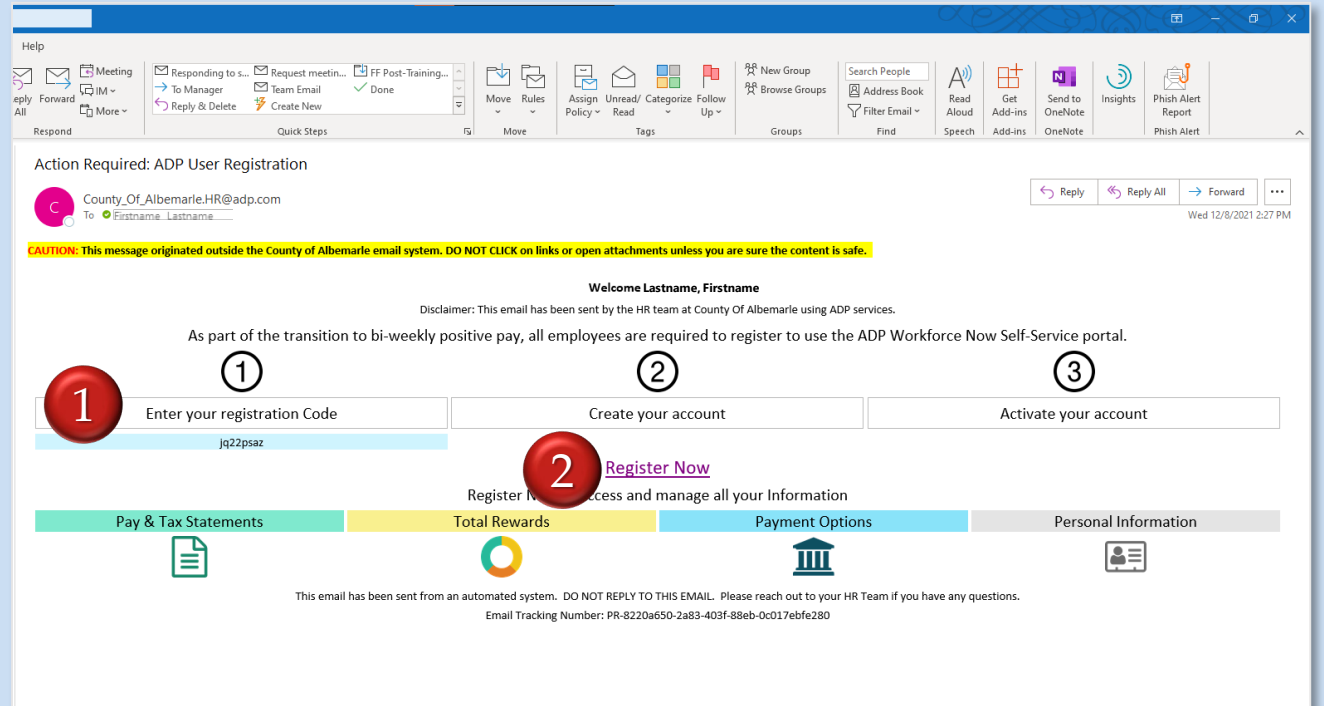 Help
Reply All
Forward
Meeting
IM
More
Respond
Responding to s...
To Manager
Reply & Delete
Request meetin...
Team Email
Create New
FF Post-Training...
Done
Quick Steps
Move
Rules
Move
Assign Policy
Unread/ Read
Categorize
Follow Up
Tags
New Group
Browse Groups
Groups
Search People
Address Book
Filter Email
Find
Read Aloud
Speech
Get Add-ins
Add-ins
Send to OneNote
OneNote
Insights
Phish Alert Report
Phish Alert
Action Required: ADP User Registration
C
County_Of_Albemarle.HR@adp.com
To Firstname Lastname
Reply
Reply All
Forward
...
Wed 12/8/2021 2:27 PM
CAUTION: This message originated outside the County of Albemarle email system. DO NOT CLICK on links or open attachments unless you are sure the content is safe.
Welcome Lastname, Firstname
Disclaimer: This email has been sent by the HR team at County Of Albemarle using ADP services.
As part of the transition to bi-weekly positive pay, all employees are required to register to use the ADP Workforce Now Self-Service portal.
1 2 3
1 Enter your registration Code Create your account Activate your account
jq22psaz
2 Register Now
Register and manage all your Information
Pay & Tax Statements Total Rewards Payment Options Personal Information
This email has been sent from an automated system. DO NOT REPLY TO THIS EMAIL. Please reach out to your HR Team if you have any questions.
Email Tracking Number: PR-8220a650-2a83-403f-88eb-0c017ebfe280